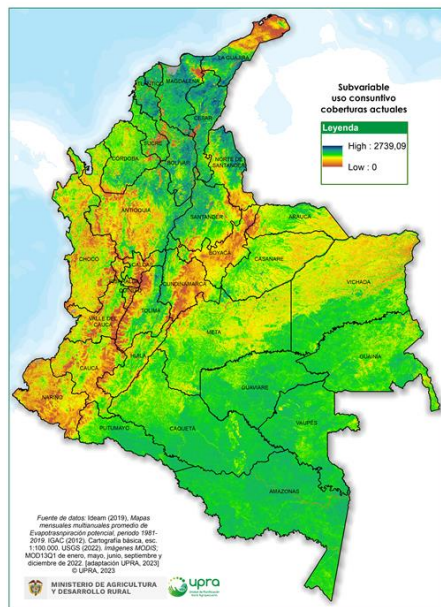 LA GUAJIRA
MAGDALENA
CESAR
SUCRE
CÓRDOBA
BOLÍVAR
NORTE DE
SANTANDER
ANTIOQUIA
SANTANDER
ARAUCA
CHOCÓ
BOYACÁ
CASANARE
CUNDINAMARCA
VICHADA
TOLIMA
VALLE DEL
CAUCA
META
HUILA
GUAINÍA
CAUCA
GUAVIARE
NARIÑO
VAUPÉS
PUTUMAYO
CAQUETÁ
AMAZONAS
Subvariable
uso consuntivo
coberturas actuales
Leyenda
High : 2739,09
Low : 0
Fuente de datos: Ideam (2019), Mapas
mensuales multianuales promedio de
Evapotraspiración potencial, periodo 1981-
2019. IGAC (2012). Cartografía básica, esc.
1:100.000. USGS (2022). Imágenes MODIS:
MOD13Q1 de enero, mayo, junio, septiembre y
diciembre de 2022. [adaptación UPRA, 2023]
© UPRA, 2023
MINISTERIO DE AGRICULTURA
Y DESARROLLO RURAL
upra